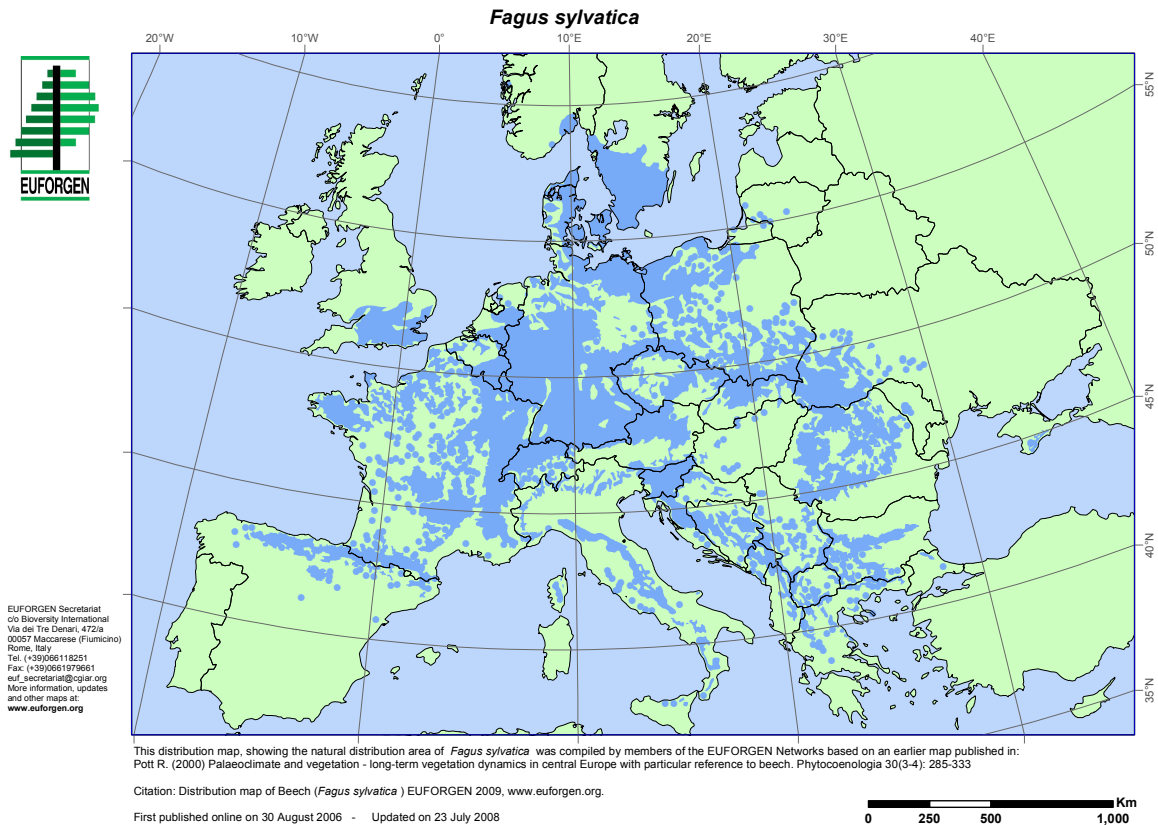 Fagus sylvatica
20°W
10°W
0°
10°E
20°E
30°E
40°E
55°N
50°N
45°N
40°N
35°N
EUFORGEN
EUFORGEN Secretariat
c/o Bioversity International
Via dei Tre Denari, 472/a
00057 Maccarese (Fiumicino)
Rome, Italy
Tel. (+39)066118251
Fax: (+39)0661979661
euf_secretariat@cgiar.org
More information, updates
and other maps at:
www.euforgen.org
This distribution map, showing the natural distribution area of Fagus sylvatica was compiled by members of the EUFORGEN Networks based on an earlier map published in:
Pott R. (2000) Palaeoclimate and vegetation - long-term vegetation dynamics in central Europe with particular reference to beech. Phytocoenologia 30(3-4): 285-333
Citation: Distribution map of Beech (Fagus sylvatica ) EUFORGEN 2009, www.euforgen.org.
First published online on 30 August 2006 - Updated on 23 July 2008
Km
0 250 500 1,000